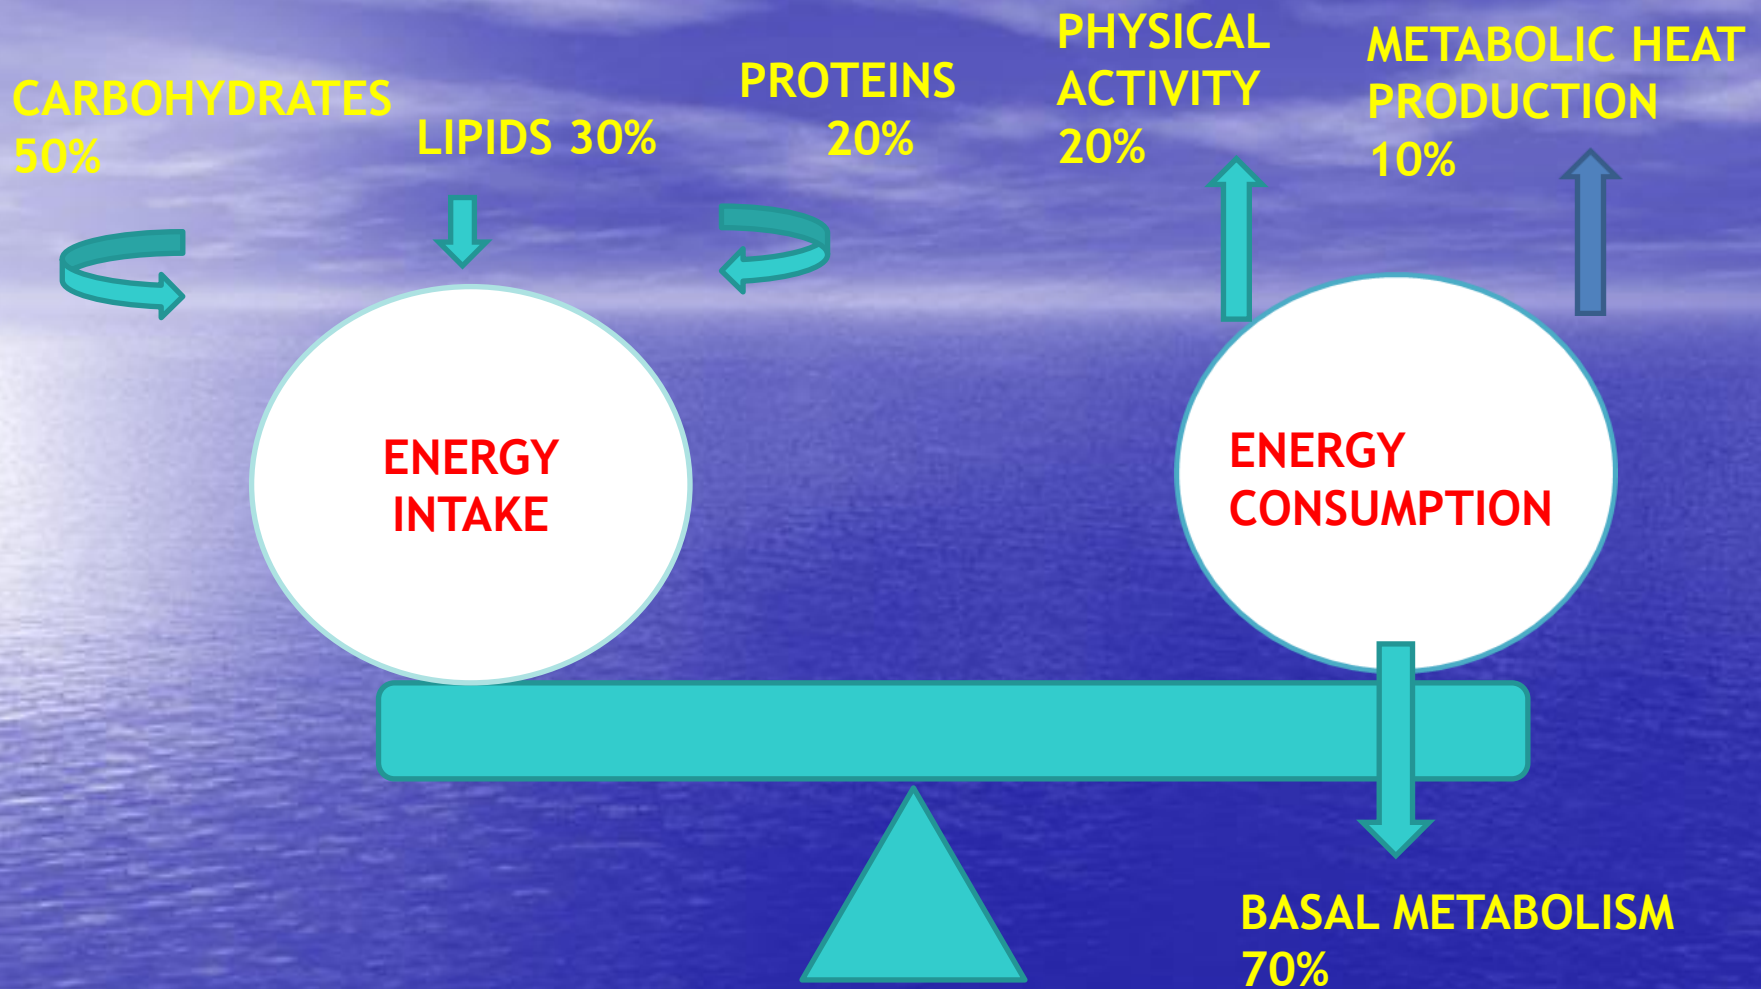 CARBOHYDRATES
50%
LIPIDS 30%
PROTEINS
20%
PHYSICAL
ACTIVITY
20%
METABOLIC HEAT
PRODUCTION
10%
ENERGY
INTAKE
ENERGY
CONSUMPTION
BASAL METABOLISM
70%